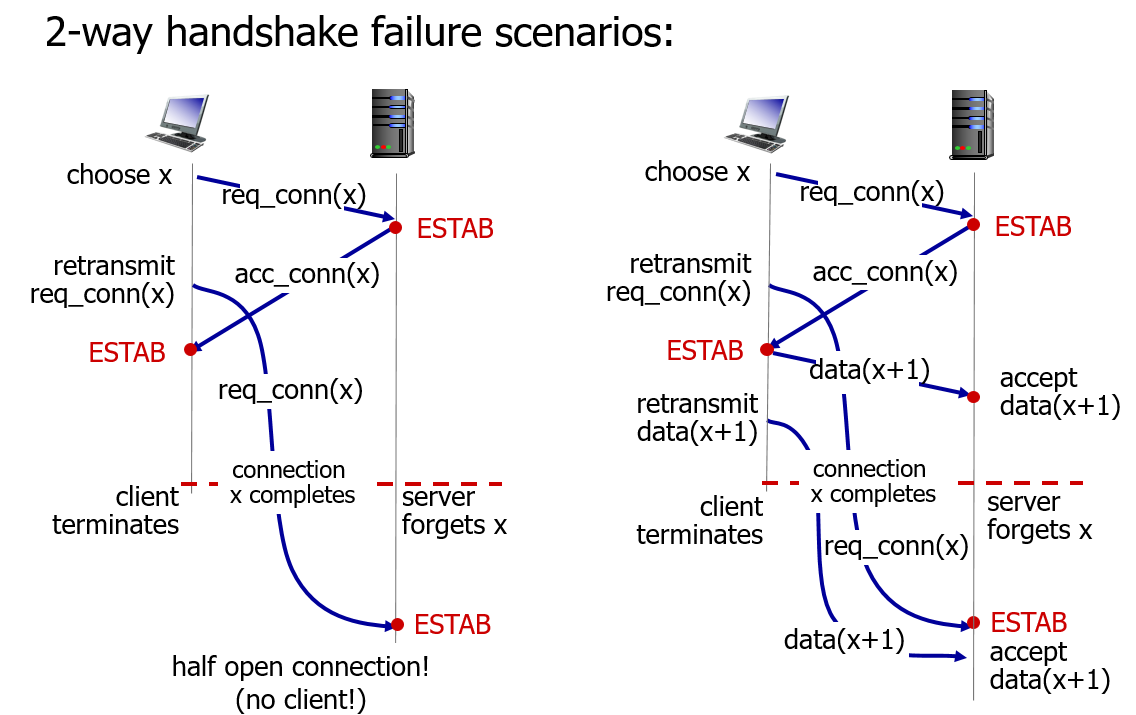 2-way handshake failure scenarios:
choose x
req_conn(x)
ESTAB
retransmit
req_conn(x)
acc_conn(x)
ESTAB
req_conn(x)
connection
x completes
client
terminates
server
forgets x
ESTAB
half open connection!
(no client!)
choose x
req_conn(x)
ESTAB
retransmit
req_conn(x)
acc_conn(x)
ESTAB
data(x+1)
accept
data(x+1)
retransmit
data(x+1)
connection
x completes
client
terminates
server
forgets x
req_conn(x)
ESTAB
data(x+1)
accept
data(x+1)